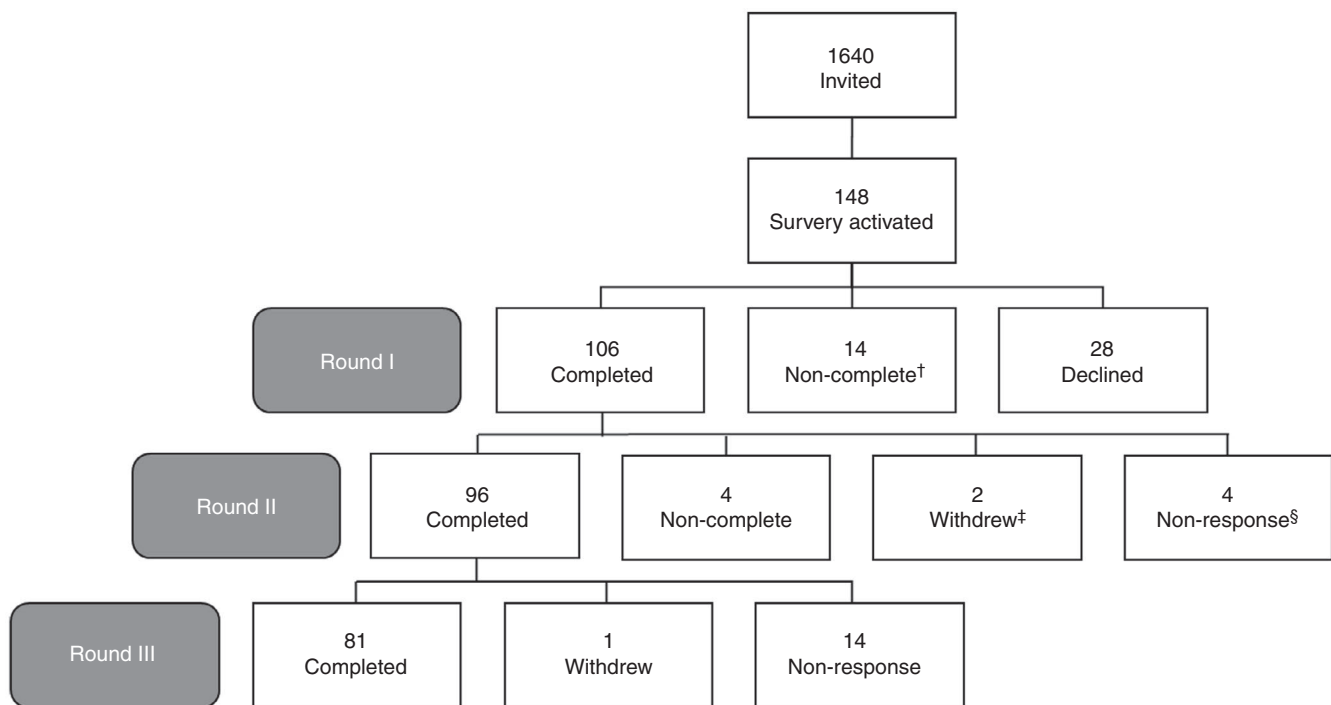 1640
Invited
148
Survery activated
Round I
106
Completed
14
Non-complete†
28
Declined
Round II
96
Completed
4
Non-complete
2
Withdrew‡
4
Non-response§
Round III
81
Completed
1
Withdrew
14
Non-response